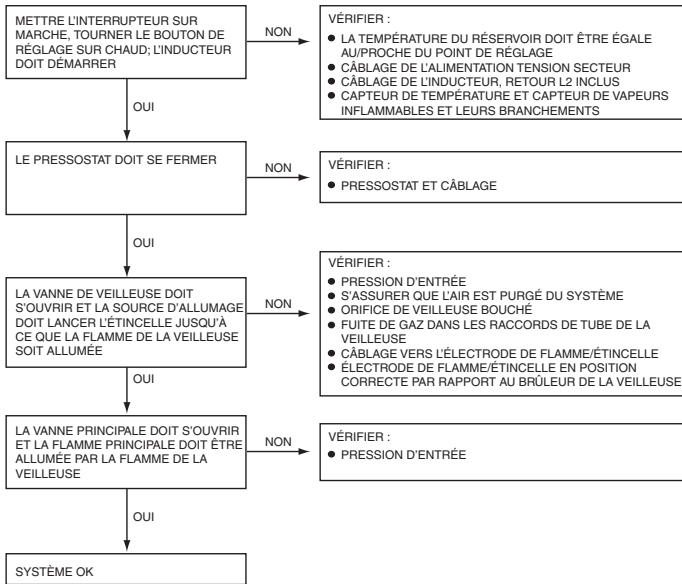 METTRE L'INTERRUPTEUR SUR
MARCHE, TOURNER LE BOUTON DE
RÉGLAGE SUR CHAUD; L'INDUCTEUR
DOIT DÉMARRER
NON
VÉRIFIER :
● LA TEMPÉRATURE DU RÉSERVOIR DOIT ÊTRE ÉGALE
AU/PROCHE DU POINT DE RÉGLAGE
● CÂBLAGE DE L'ALIMENTATION TENSION SECTEUR
● CÂBLAGE DE L'INDUCTEUR, RETOUR L2 INCLUS
● CAPTEUR DE TEMPÉRATURE ET CAPTEUR DE VAPEURS
INFLAMMABLES ET LEURS BRANCHEMENTS
OUI
LE PRESSOSTAT DOIT SE FERMER
NON
VÉRIFIER :
● PRESSOSTAT ET CÂBLAGE
OUI
LA VANNE DE VEILLEUSE DOIT
S'OUVRIR ET LA SOURCE D'ALLUMAGE
DOIT LANCER L'ÉTINCELLE JUSQU'À
CE QUE LA FLAMME DE LA VEILLEUSE
SOIT ALLUMÉE
NON
VÉRIFIER :
● PRESSION D'ENTRÉE
● S'ASSURER QUE L'AIR EST PURGÉ DU SYSTÈME
● ORIFICE DE VEILLEUSE BOUCHÉ
● FUITE DE GAZ DANS LES RACCORDS DE TUBE DE LA
VEILLEUSE
● CÂBLAGE VERS L'ÉLECTRODE DE FLAMME/ÉTINCELLE
● ÉLECTRODE DE FLAMME/ÉTINCELLE EN POSITION
CORRECTE PAR RAPPORT AU BRÛLEUR DE LA VEILLEUSE
OUI
LA VANNE PRINCIPALE DOIT S'OUVRIR
ET LA FLAMME PRINCIPALE DOIT ÊTRE
ALLUMÉE PAR LA FLAMME DE LA
VEILLEUSE
NON
VÉRIFIER :
● PRESSION D'ENTRÉE
OUI
SYSTÈME OK